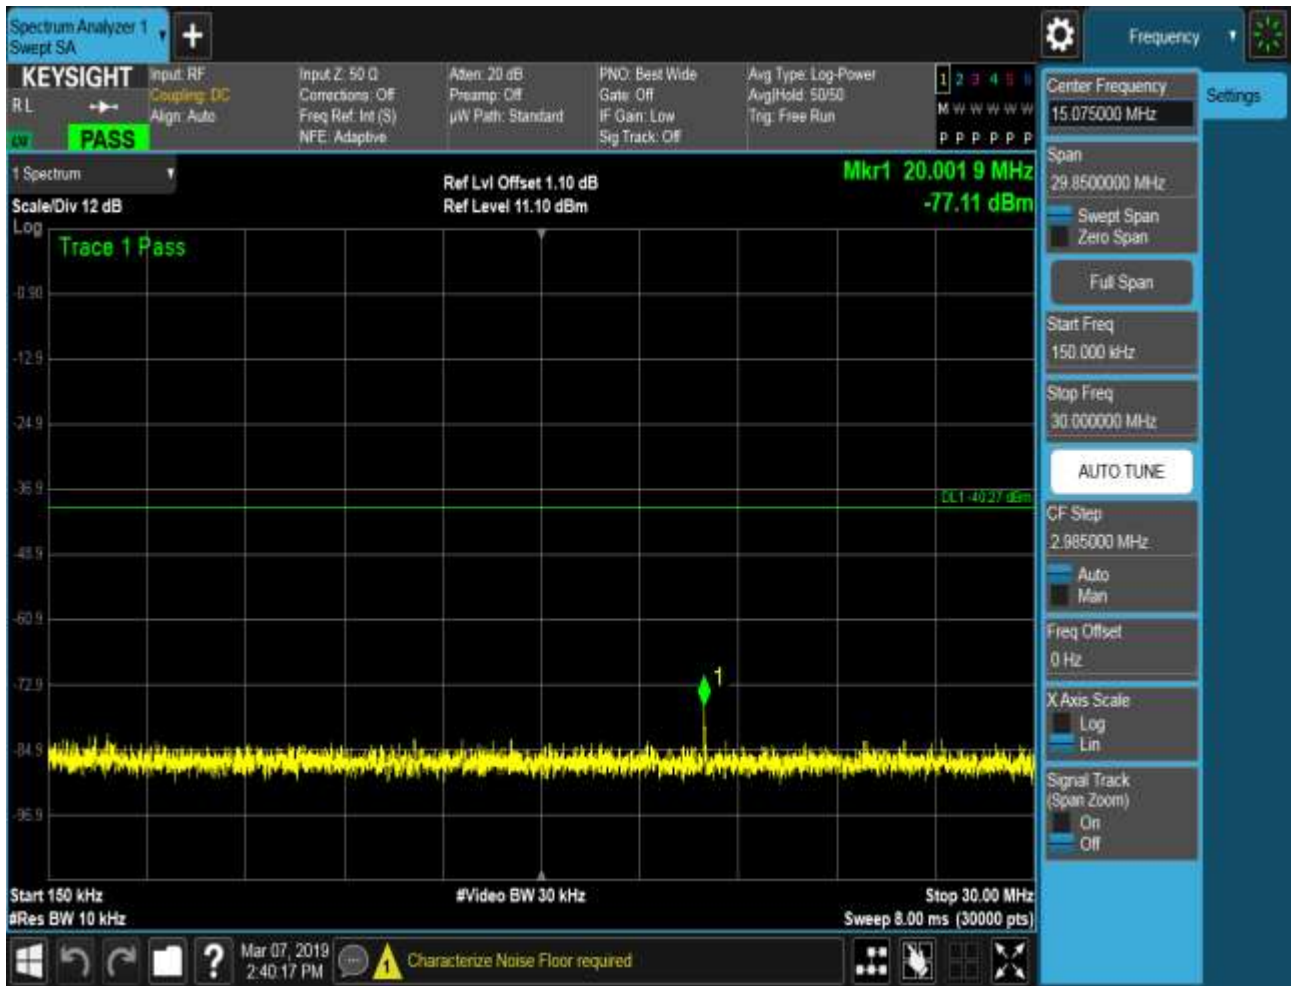 Spectrum Analyzer 1
Swept SA
Frequency
KEYSIGHT
R L
PASS
Input: RF
Coupling: DC
Align: Auto
Input Z: 50 Ω
Corrections: Off
Freq Ref: Int (S)
NFE: Adaptive
Atten: 20 dB
Preamp: Off
µW Path: Standard
PNO: Best Wide
Gate: Off
IF Gain: Low
Sig Track: Off
Avg Type: Log-Power
Avg|Hold: 50/50
Trig: Free Run
1 2 3 4 5 6
M W W W W W
P P P P P P
1 Spectrum
Scale/Div 12 dB
Ref Lvl Offset 1.10 dB
Ref Level 11.10 dBm
Mkr1 20.001 9 MHz
-77.11 dBm
Log
Trace 1 Pass
-0.90
-12.9
-24.9
-36.9
DL1 -40.27 dBm
-48.9
-60.9
1
-72.9
-84.9
-96.9
Start 150 kHz
#Video BW 30 kHz
Stop 30.00 MHz
#Res BW 10 kHz
Sweep 8.00 ms (30000 pts)
Center Frequency
15.075000 MHz
Settings
Span
29.8500000 MHz
Swept Span
Zero Span
Full Span
Start Freq
150.000 kHz
Stop Freq
30.000000 MHz
AUTO TUNE
CF Step
2.985000 MHz
Auto
Man
Freq Offset
0 Hz
X Axis Scale
Log
Lin
Signal Track
(Span Zoom)
On
Off
?
Mar 07, 2019
2:40:17 PM
1
Characterize Noise Floor required